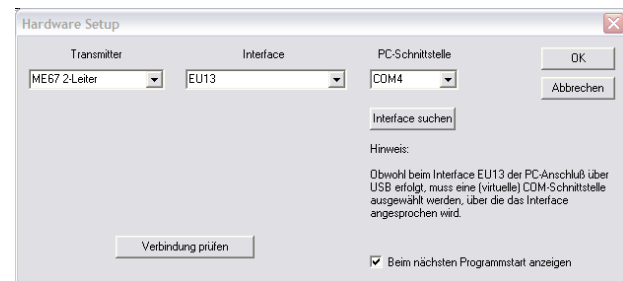 Hardware Setup
Transmitter
Interface
PC-Schnittstelle
ME67 2-Leiter
EU13
COM4
OK
Abbrechen
Interface suchen
Hinweis:
Obwohl beim Interface EU13 der PC-Anschluß über
USB erfolgt, muss eine (virtuelle) COM-Schnittstelle
ausgewählt werden, über die das Interface
angesprochen wird.
Verbindung prüfen
Beim nächsten Programmstart anzeigen